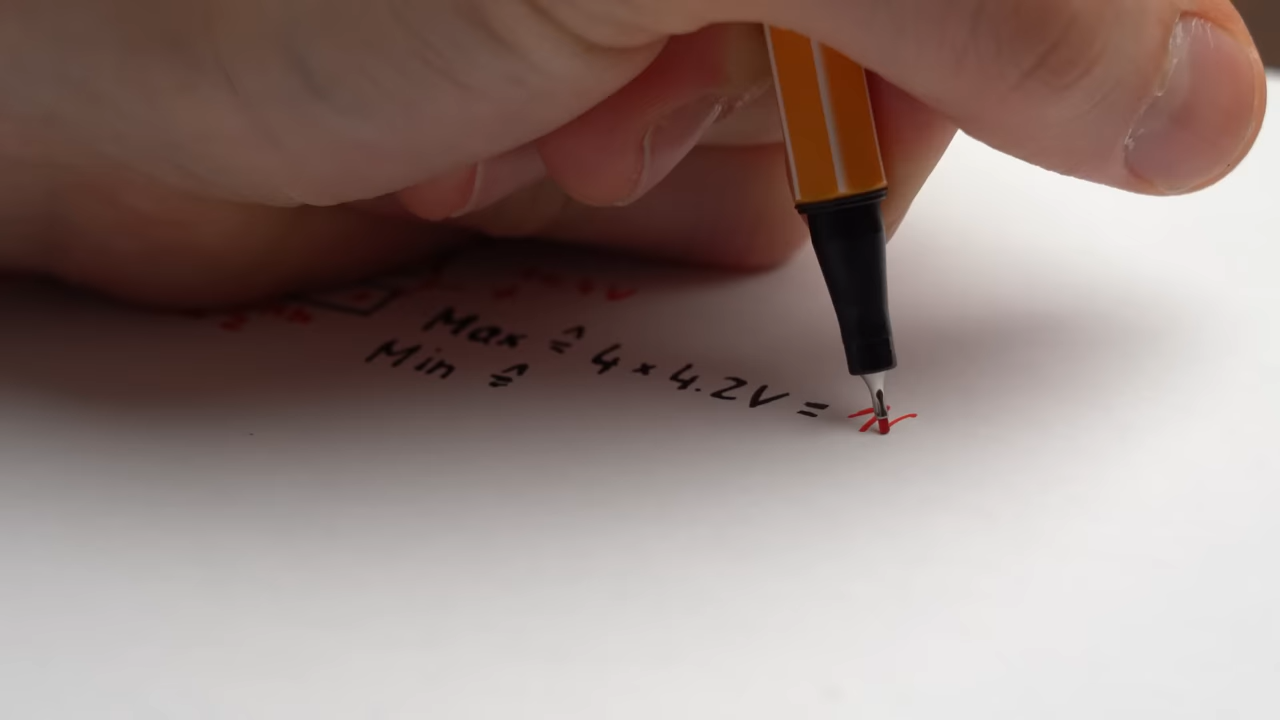 Max ≙ 4 × 4.2V =
Min ≙